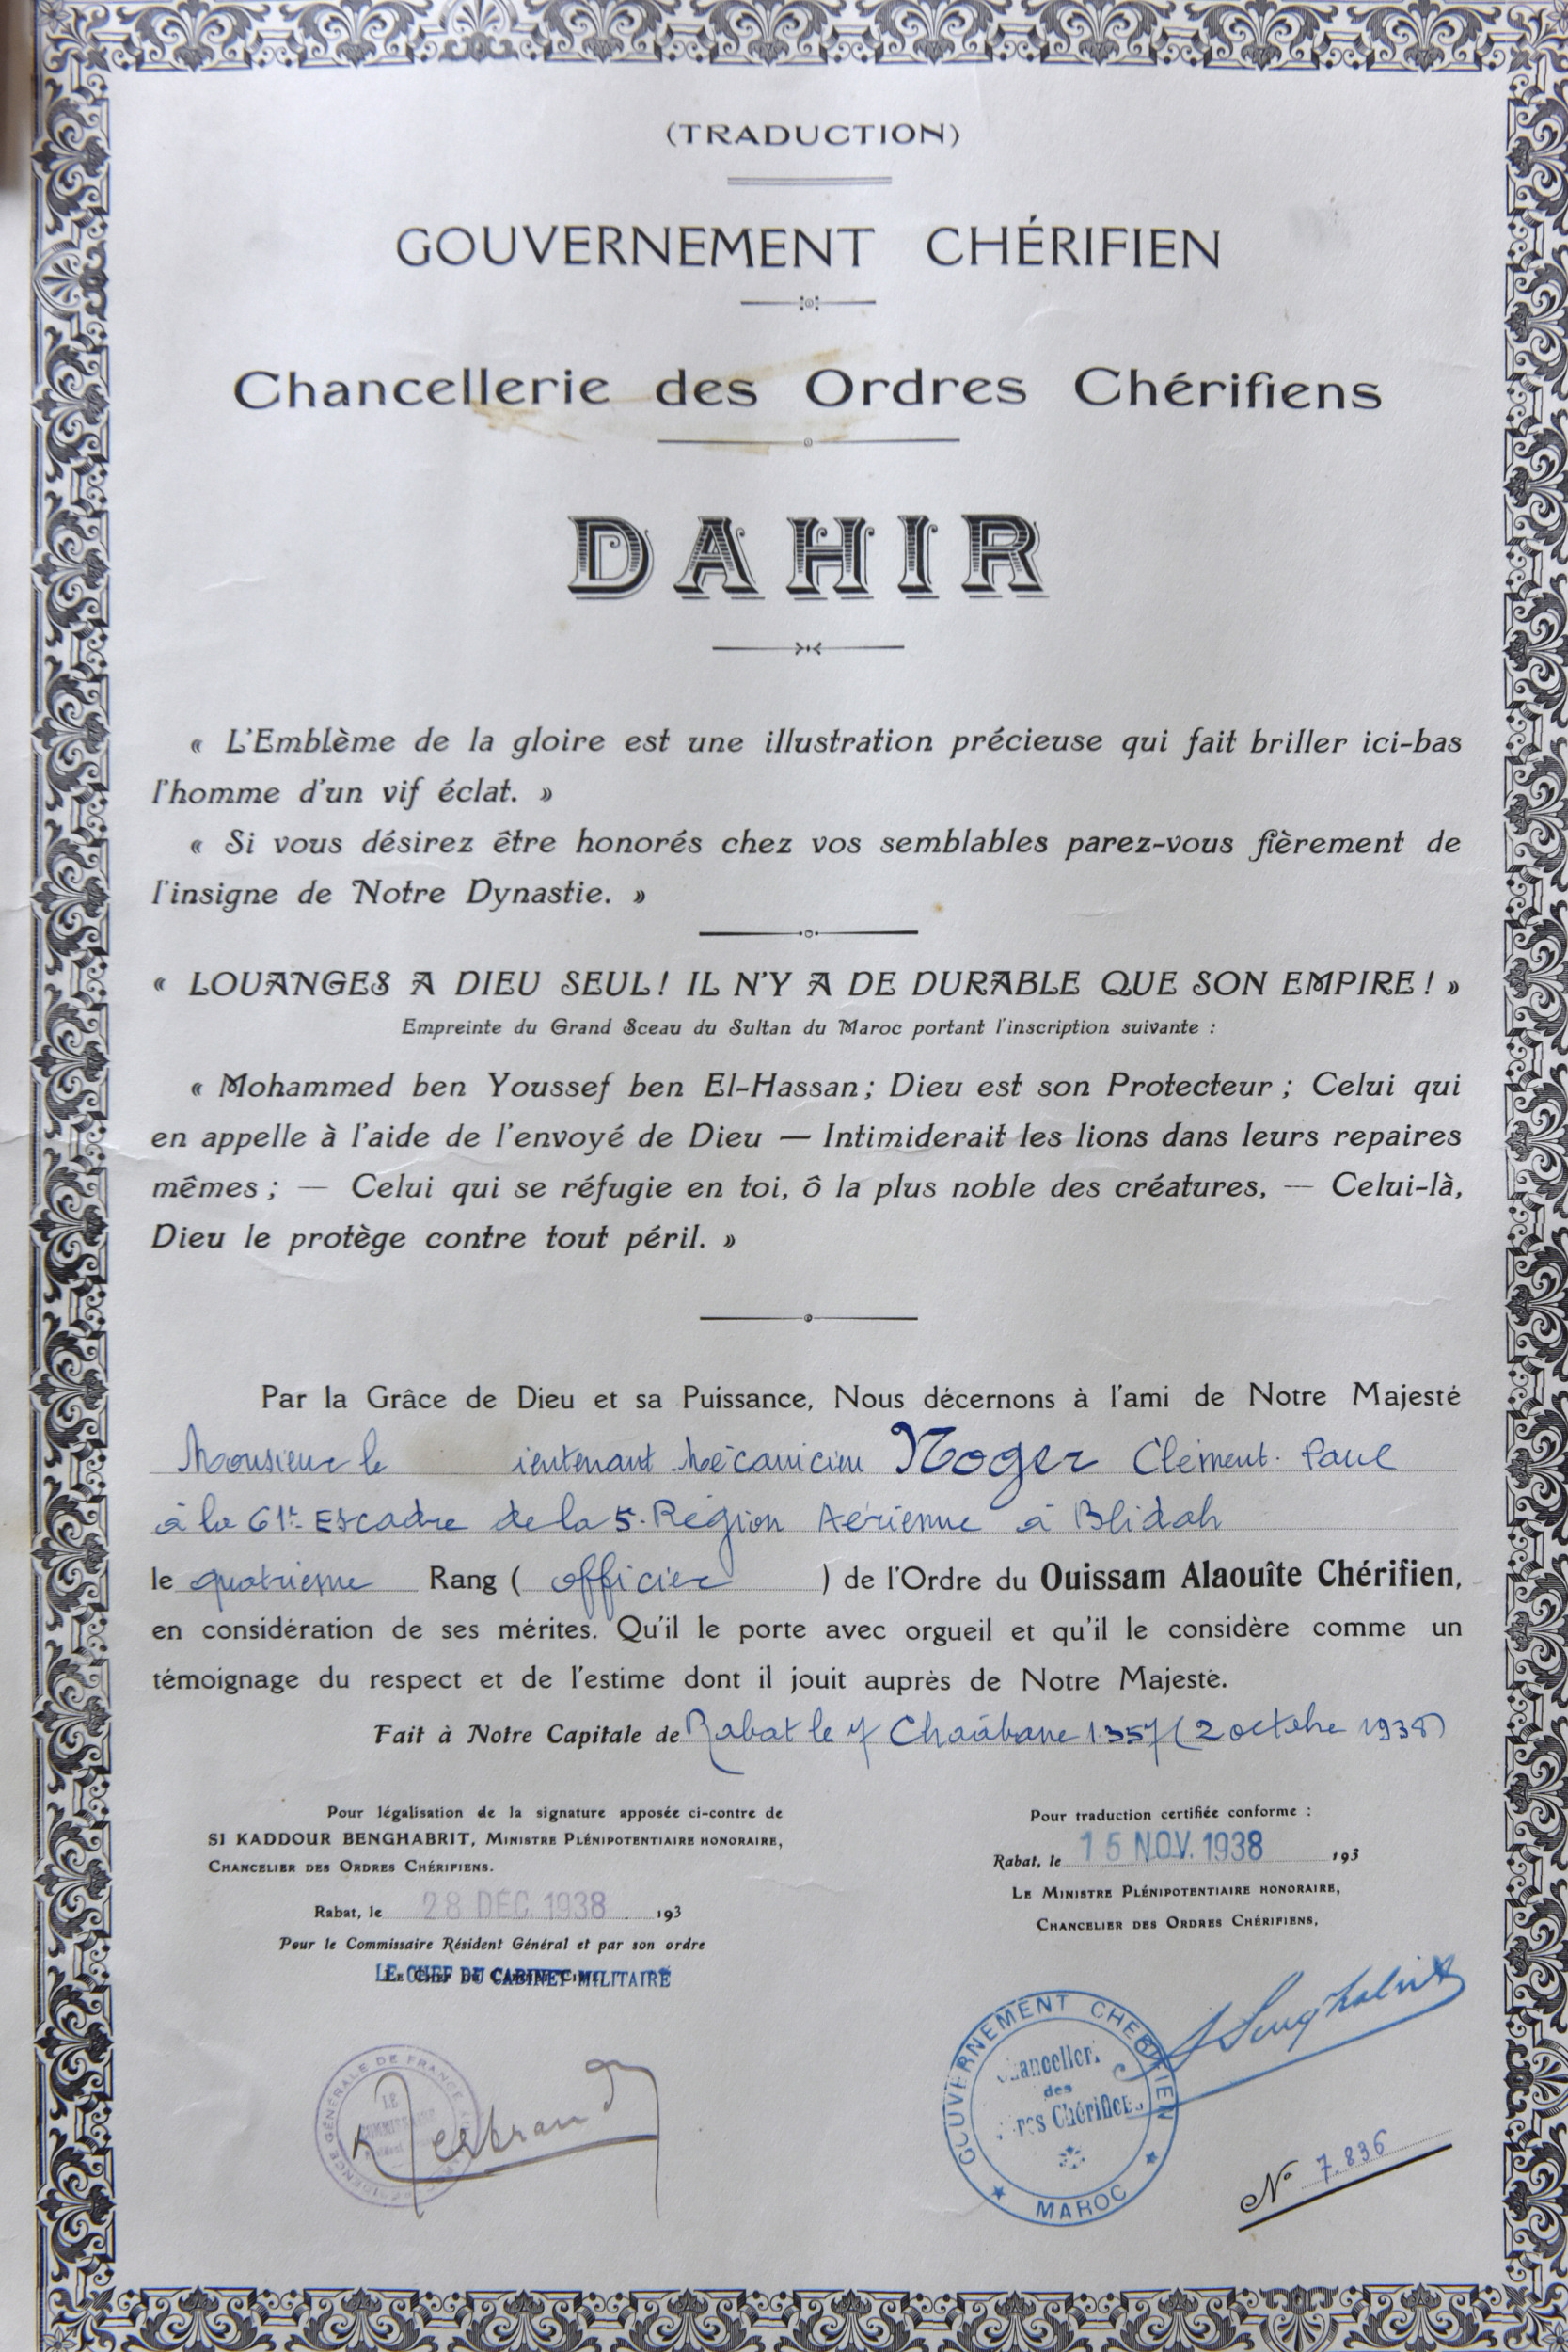 (TRADUCTION)
GOUVERNEMENT CHÉRIFIEN
Chancellerie des Ordres Chérifiens
DAHIR
« L'Emblème de la gloire est une illustration précieuse qui fait briller ici-bas
l'homme d'un vif éclat. »
« Si vous désirez être honorés chez vos semblables parez-vous fièrement de
l'insigne de Notre Dynastie. »
« LOUANGES A DIEU SEUL ! IL N'Y A DE DURABLE QUE SON EMPIRE ! »
Empreinte du Grand Sceau du Sultan du Maroc portant l'inscription suivante :
« Mohammed ben Youssef ben El-Hassan ; Dieu est son Protecteur ; Celui qui
en appelle à l'aide de l'envoyé de Dieu — Intimiderait les lions dans leurs repaires
mêmes ; — Celui qui se réfugie en toi, ô la plus noble des créatures, — Celui-là,
Dieu le protège contre tout péril. »
Par la Grâce de Dieu et sa Puissance, Nous décernons à l'ami de Notre Majesté
Monsieur le ieutenant Mécanicien Noger Clément. Paul
à la 61e Escadre de la 5. Région Aérienne à Blidah
le quatrième Rang ( officier ) de l'Ordre du Ouissam Alaouîte Chérifien,
en considération de ses mérites. Qu'il le porte avec orgueil et qu'il le considère comme un
témoignage du respect et de l'estime dont il jouit auprès de Notre Majesté.
Fait à Notre Capitale de Rabat le 7 Chaâbane 1357 (2 octobre 1938)
Pour légalisation de la signature apposée ci-contre de
SI KADDOUR BENGHABRIT, MINISTRE PLÉNIPOTENTIAIRE HONORAIRE,
CHANCELIER DES ORDRES CHÉRIFIENS.
Rabat, le 28 DEC. 1938 193
Pour le Commissaire Résident Général et par son ordre
LE CHEF DU CABINET MILITAIRE
Pour traduction certifiée conforme :
Rabat, le 15 NOV. 1938 193
LE MINISTRE PLÉNIPOTENTIAIRE HONORAIRE,
CHANCELIER DES ORDRES CHÉRIFIENS,
GOUVERNEMENT CHERIFIEN
des
MAROC
N° 7.836